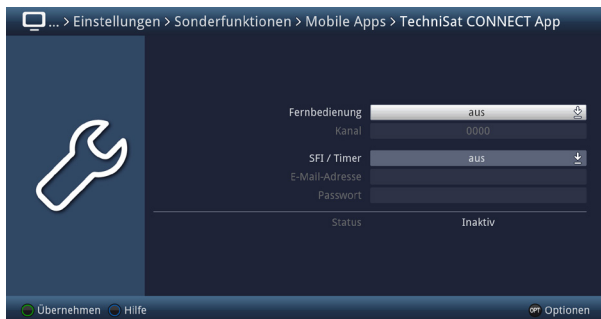 ... > Einstellungen > Sonderfunktionen > Mobile Apps > TechniSat CONNECT App
Fernbedienung aus
Kanal 0000
SFI / Timer aus
E-Mail-Adresse
Passwort
Status Inaktiv
Übernehmen Hilfe OPT Optionen